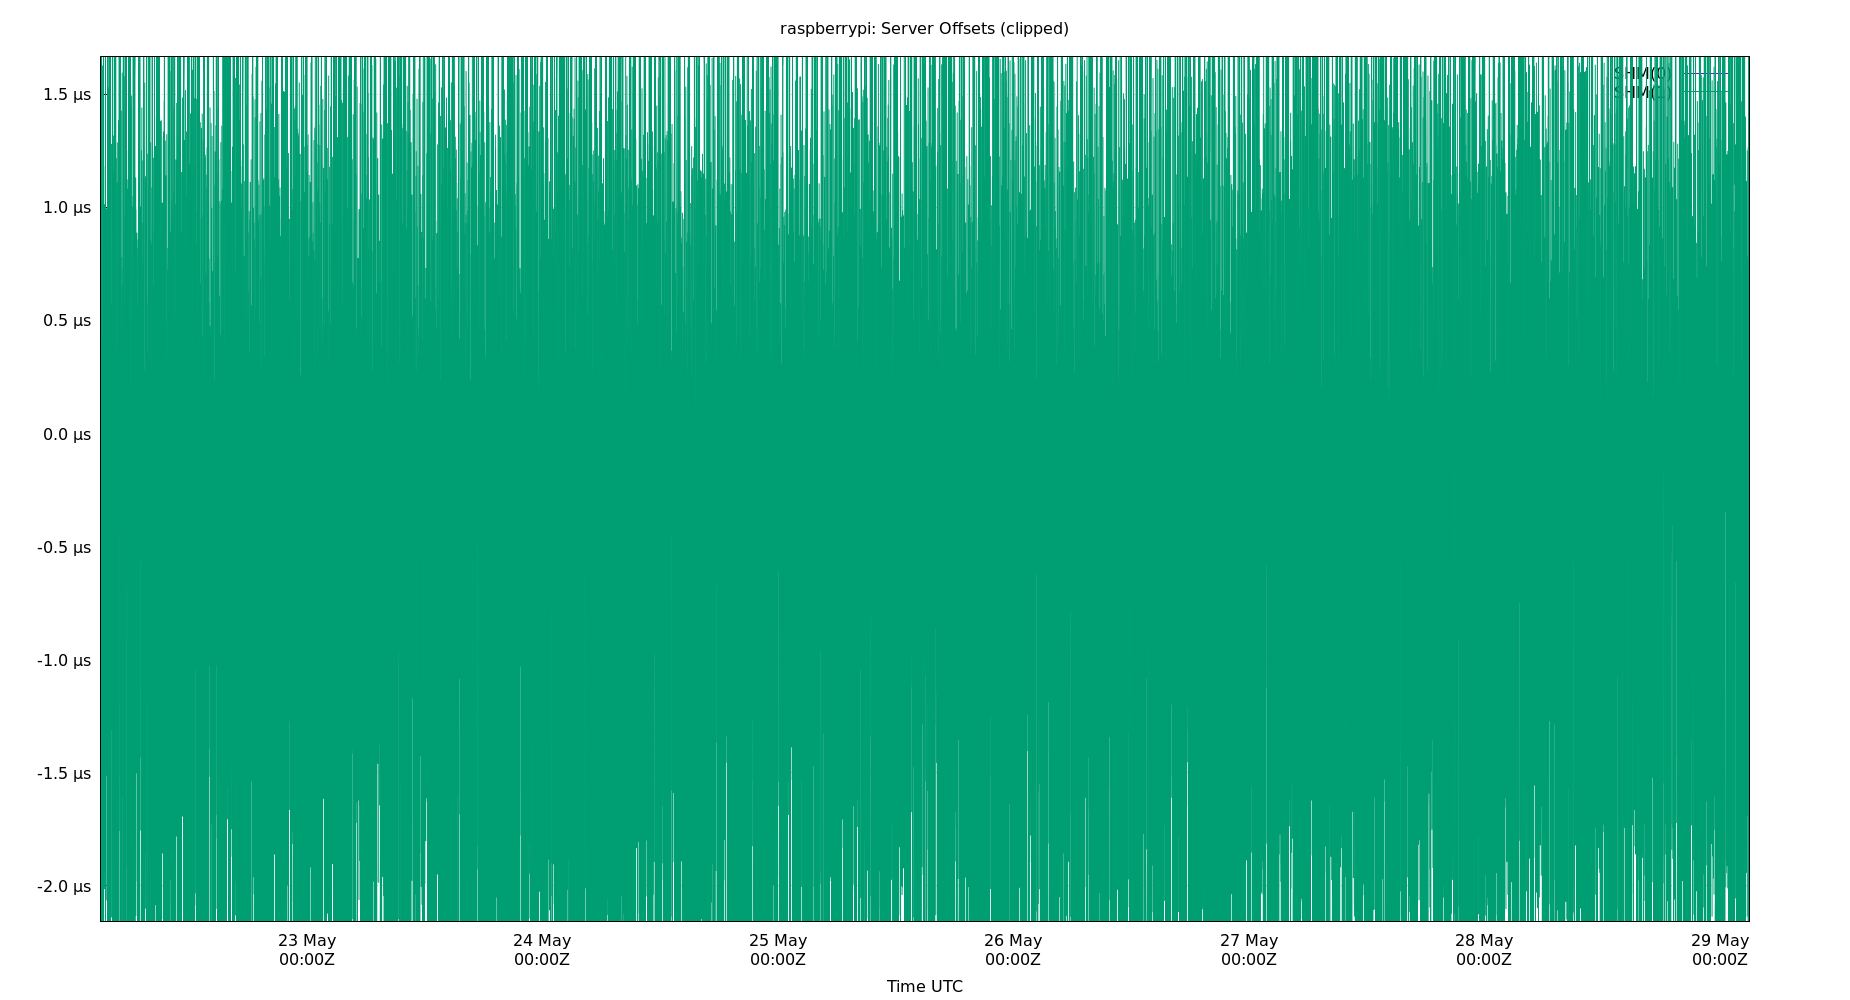 raspberrypi: Server Offsets (clipped)
SHM(0)
1.5 µs
1.0 µs
0.5 µs
0.0 µs
-0.5 µs
-1.0 µs
-1.5 µs
-2.0 µs
23 May
00:00Z
24 May
00:00Z
25 May
00:00Z
26 May
00:00Z
27 May
00:00Z
28 May
00:00Z
29 May
00:00Z
Time UTC